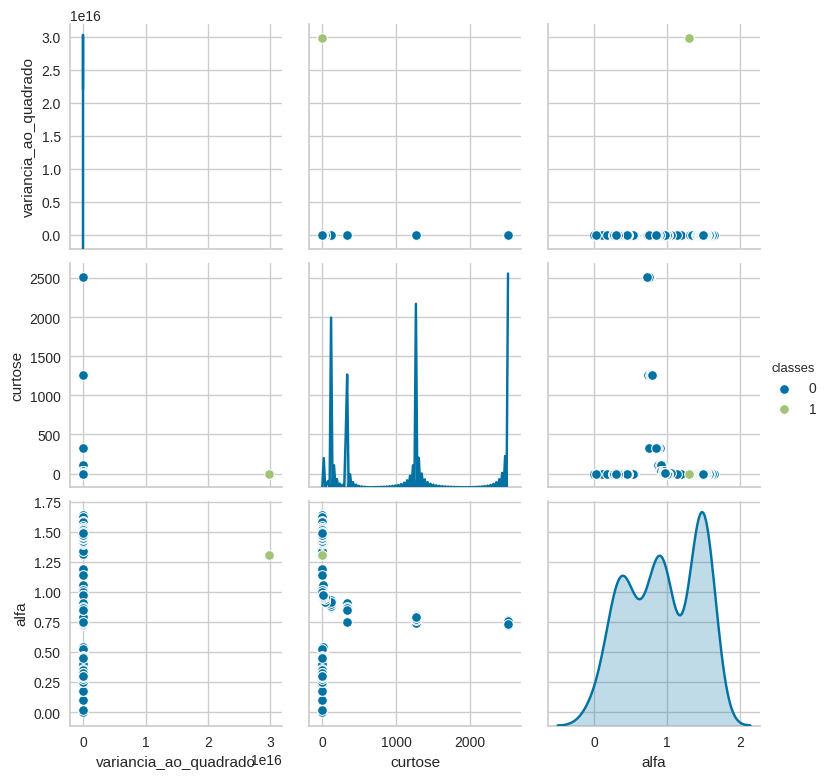 1e16
3.0
2.5
2.0
1.5
1.0
0.5
0.0
variancia_ao_quadrado
2500
2000
1500
1000
500
0
curtose
classes
0
1
1.75
1.50
1.25
1.00
0.75
0.50
0.25
0.00
alfa
0 1 2 3
1e16
variancia_ao_quadrado
0 1000 2000
curtose
0 1 2
alfa